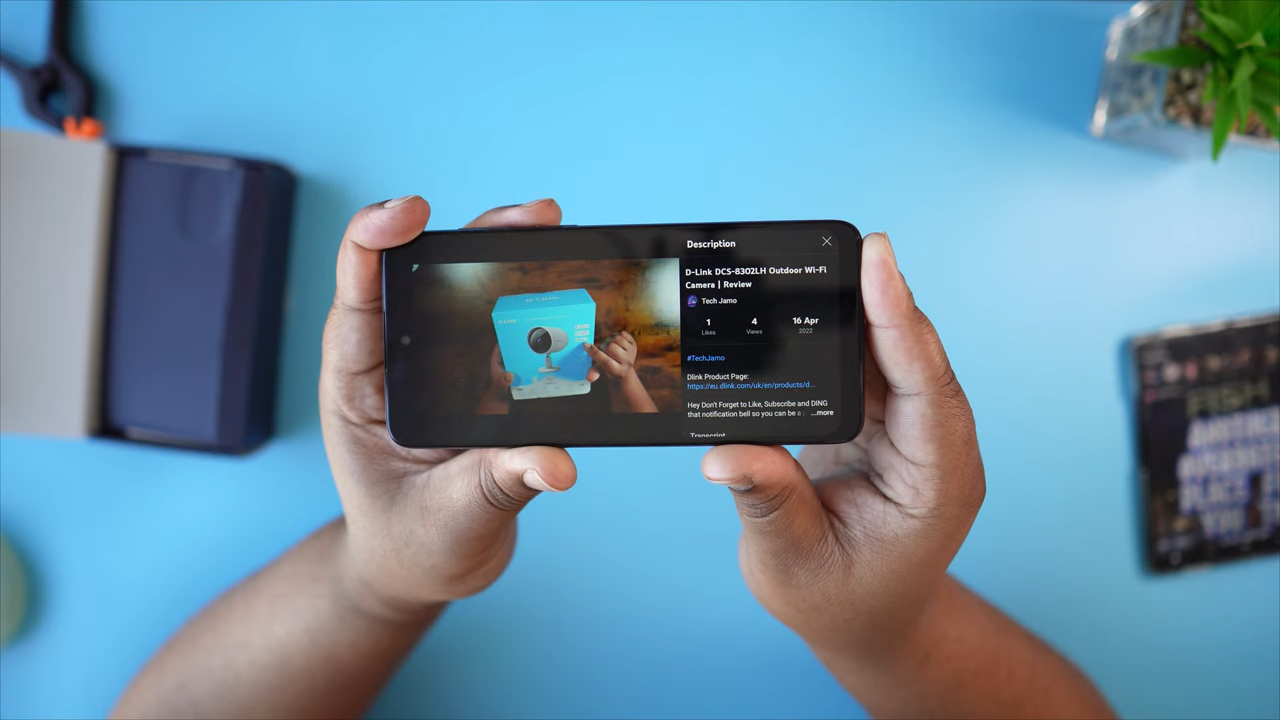 Description
D-Link DCS-8302LH Outdoor Wi-Fi
Camera | Review
Tech Jamo
1
4
16 Apr
Likes
Views
2022
#TechJamo
Dlink Product Page:
https://eu.dlink.com/uk/en/products/d...
Hey Don't Forget to Like, Subscribe and DING
that notification bell so you can be a
...more
Transcript
D-Link